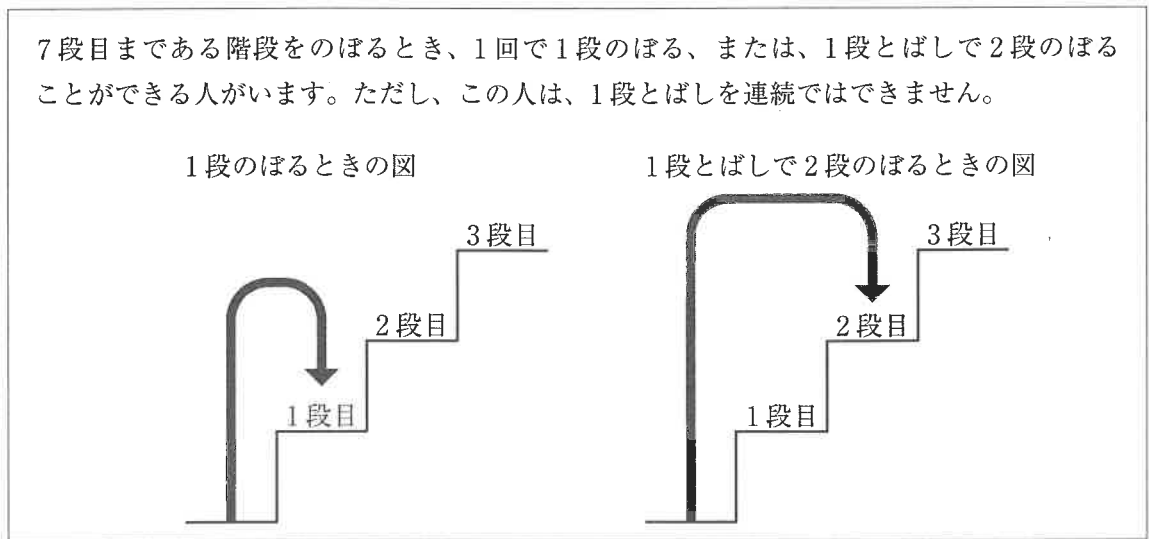 7段目まである階段をのぼるとき、1回で1段のぼる、または、1段とばしで2段のぼる
ことができる人がいます。ただし、この人は、1段とばしを連続ではできません。
1段のぼるときの図
1段とばしで2段のぼるときの図
3段目
2段目
1段目
3段目
2段目
1段目